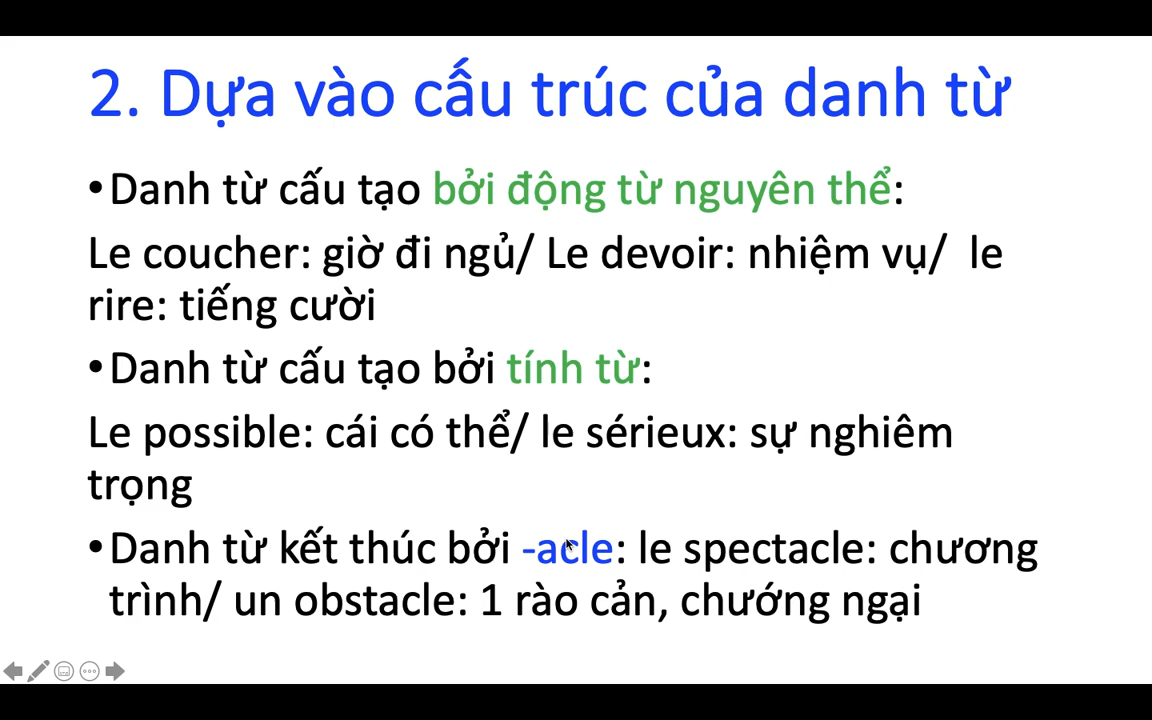 2. Dựa vào cấu trúc của danh từ
•Danh từ cấu tạo bởi động từ nguyên thể:
Le coucher: giờ đi ngủ/ Le devoir: nhiệm vụ/ le
rire: tiếng cười
•Danh từ cấu tạo bởi tính từ:
Le possible: cái có thể/ le sérieux: sự nghiêm
trọng
•Danh từ kết thúc bởi -acle: le spectacle: chương
trình/ un obstacle: 1 rào cản, chướng ngại